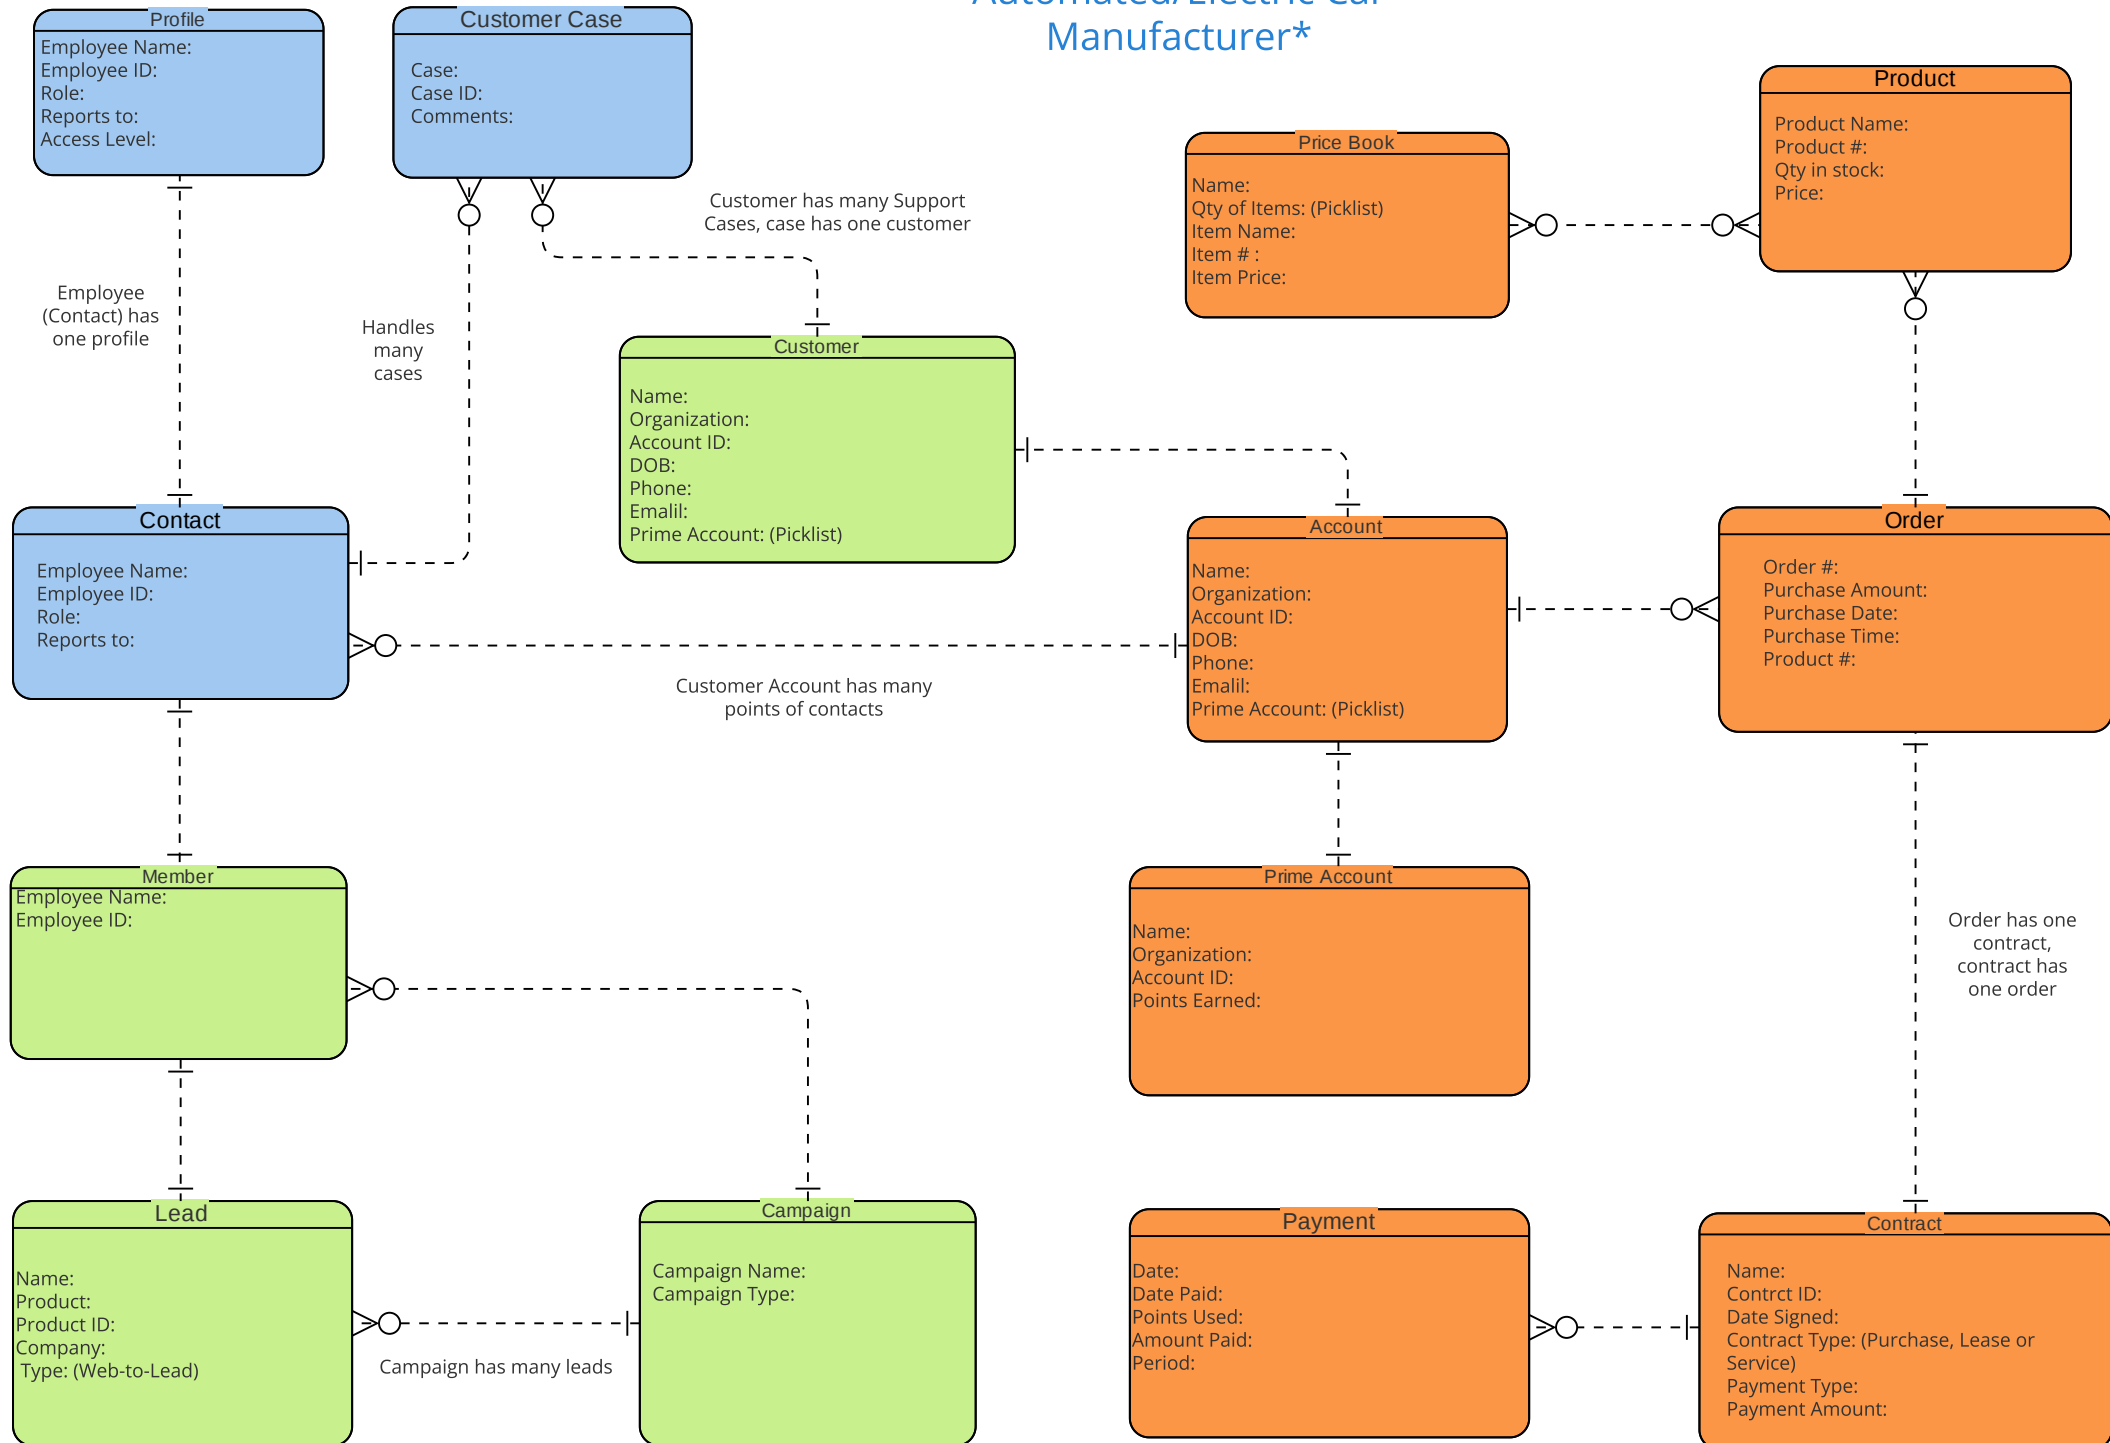 Automated/Electric Car
Manufacturer*
Profile
Employee Name:
Employee ID:
Role:
Reports to:
Access Level:
Customer Case
Case:
Case ID:
Comments:
Product
Product Name:
Product #:
Qty in stock:
Price:
Price Book
Name:
Qty of Items: (Picklist)
Item Name:
Item # :
Item Price:
Customer has many Support
Cases, case has one customer
Employee
(Contact) has
one profile
Handles
many
cases
Customer
Name:
Organization:
Account ID:
DOB:
Phone:
Emalil:
Prime Account: (Picklist)
Contact
Employee Name:
Employee ID:
Role:
Reports to:
Account
Name:
Organization:
Account ID:
DOB:
Phone:
Emalil:
Prime Account: (Picklist)
Order
Order #:
Purchase Amount:
Purchase Date:
Purchase Time:
Product #:
Customer Account has many
points of contacts
Member
Employee Name:
Employee ID:
Prime Account
Name:
Organization:
Account ID:
Points Earned:
Order has one
contract,
contract has
one order
Lead
Name:
Product:
Product ID:
Company:
Type: (Web-to-Lead)
Campaign has many leads
Campaign
Campaign Name:
Campaign Type:
Payment
Date:
Date Paid:
Points Used:
Amount Paid:
Period:
Contract
Name:
Contrct ID:
Date Signed:
Contract Type: (Purchase, Lease or
Service)
Payment Type:
Payment Amount: